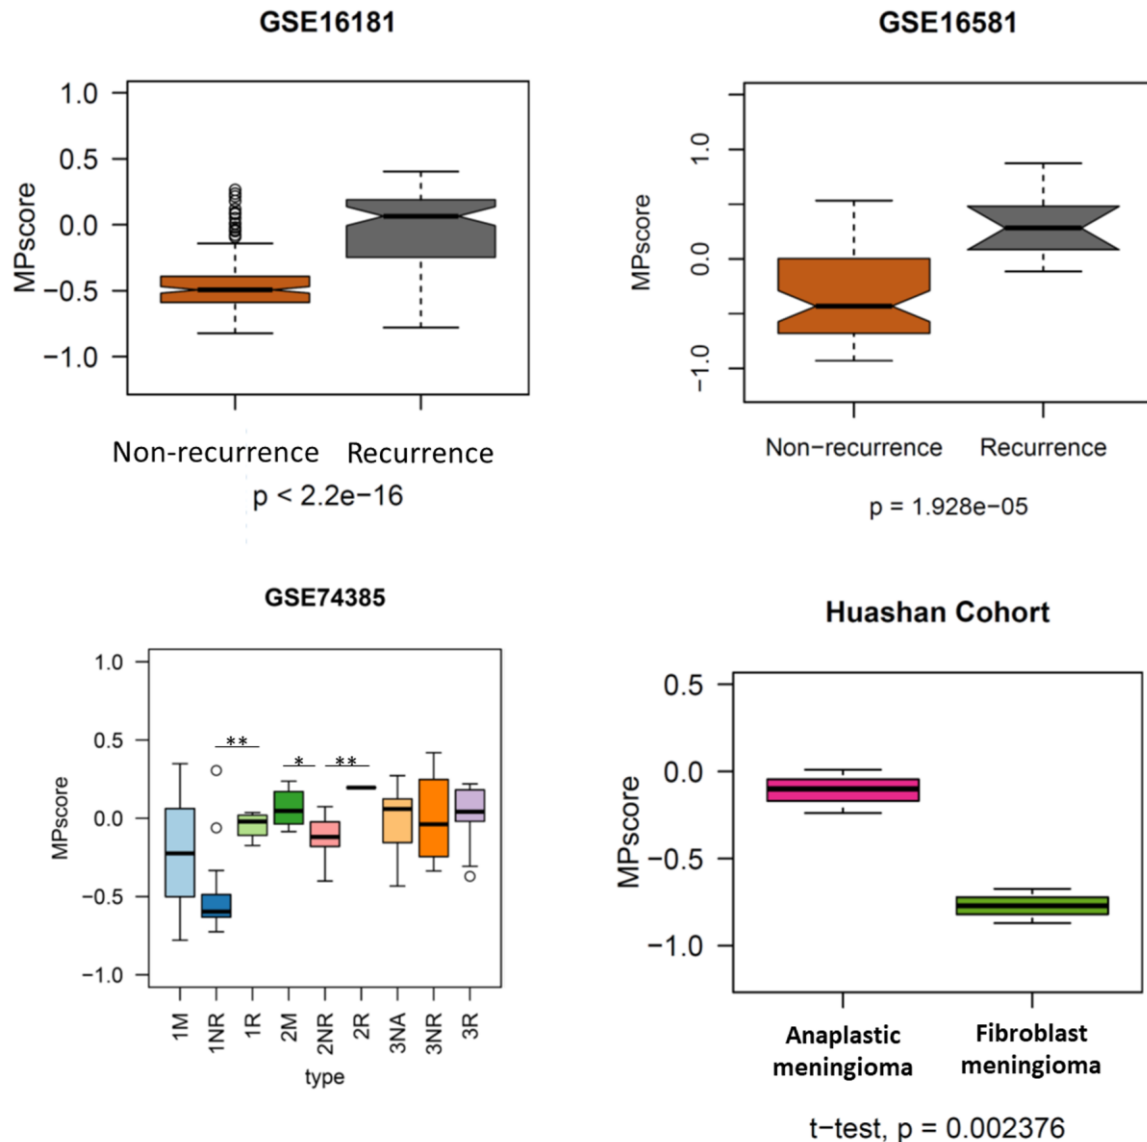 GSE16181
MPscore
1.0
0.5
0.0
−0.5
−1.0
Non-recurrence Recurrence
p < 2.2e−16
GSE16581
MPscore
1.0
0.0
−1.0
Non−recurrence Recurrence
p = 1.928e−05
GSE74385
MPscore
1.0
0.5
0.0
−0.5
−1.0
** * **
1M 1NR 1R 2M 2NR 2R 3NA 3NR 3R
type
Huashan Cohort
MPscore
0.5
0.0
−0.5
−1.0
Anaplastic
meningioma
Fibroblast
meningioma
t−test, p = 0.002376